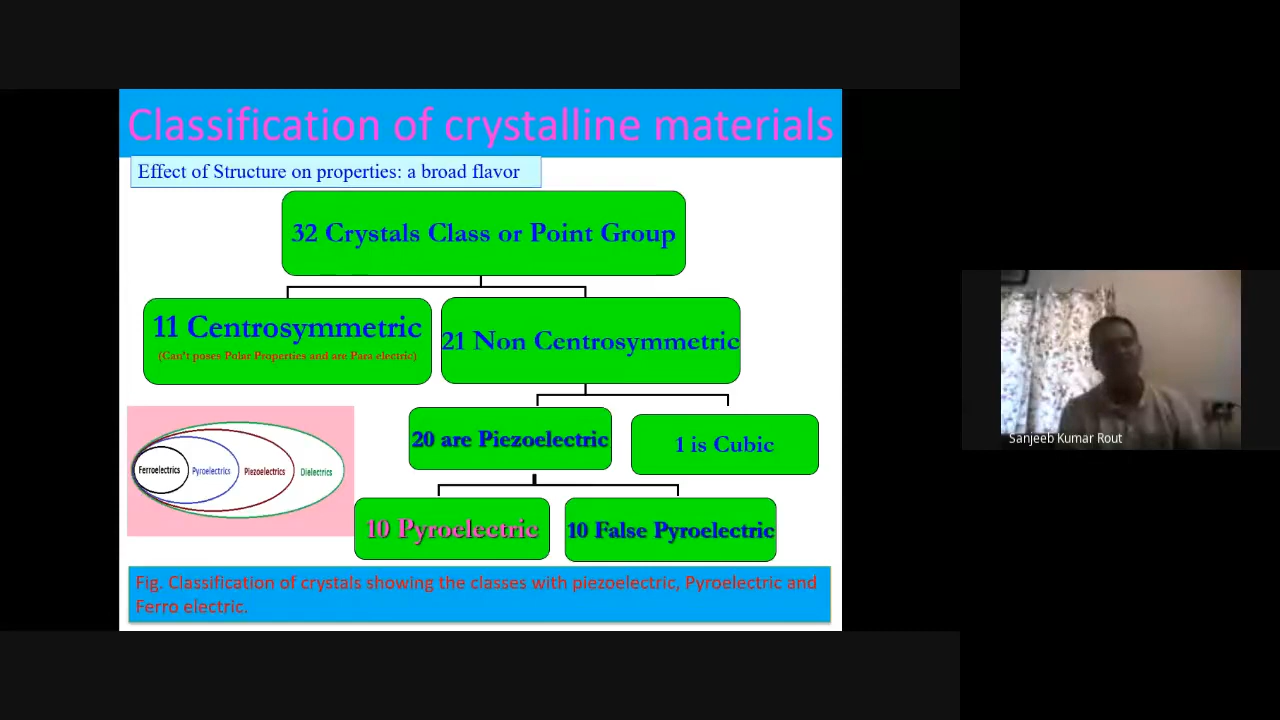 Classification of crystalline materials
Effect of Structure on properties: a broad flavor
32 Crystals Class or Point Group
11 Centrosymmetric
(Can't poses Polar Properties and are Para electric)
21 Non Centrosymmetric
20 are Piezoelectric
1 is Cubic
Ferroelectrics
Pyroelectrics
Piezoelectrics
Dielectrics
10 Pyroelectric
10 False Pyroelectric
Fig. Classification of crystals showing the classes with piezoelectric, Pyroelectric and
Ferro electric.
Sanjeeb Kumar Rout